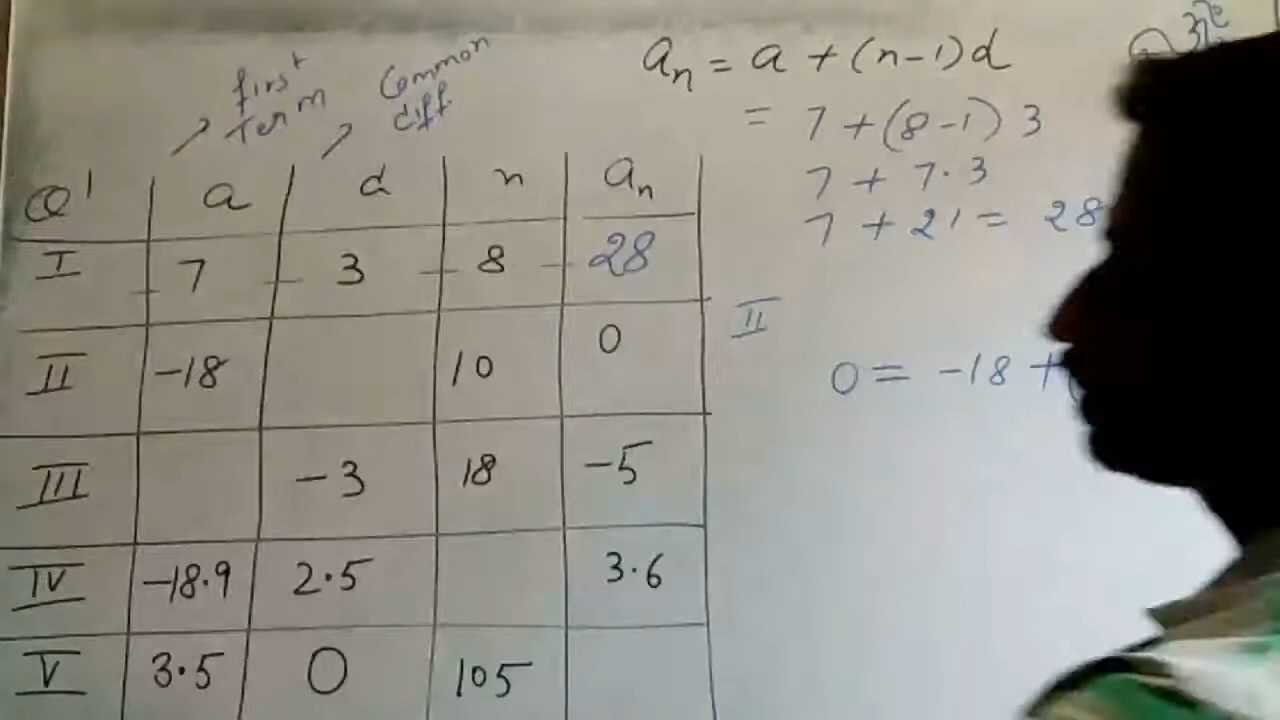 first term
common diff.
aₙ = a + (n-1)d
= 7 + (8-1) 3
7 + 7·3
7 + 21 = 28
Q1 a d n aₙ
I 7 3 8 28
II -18 10 0
III -3 18 -5
IV -18.9 2.5 3.6
V 3.5 0 105
II
0 = -18 + (